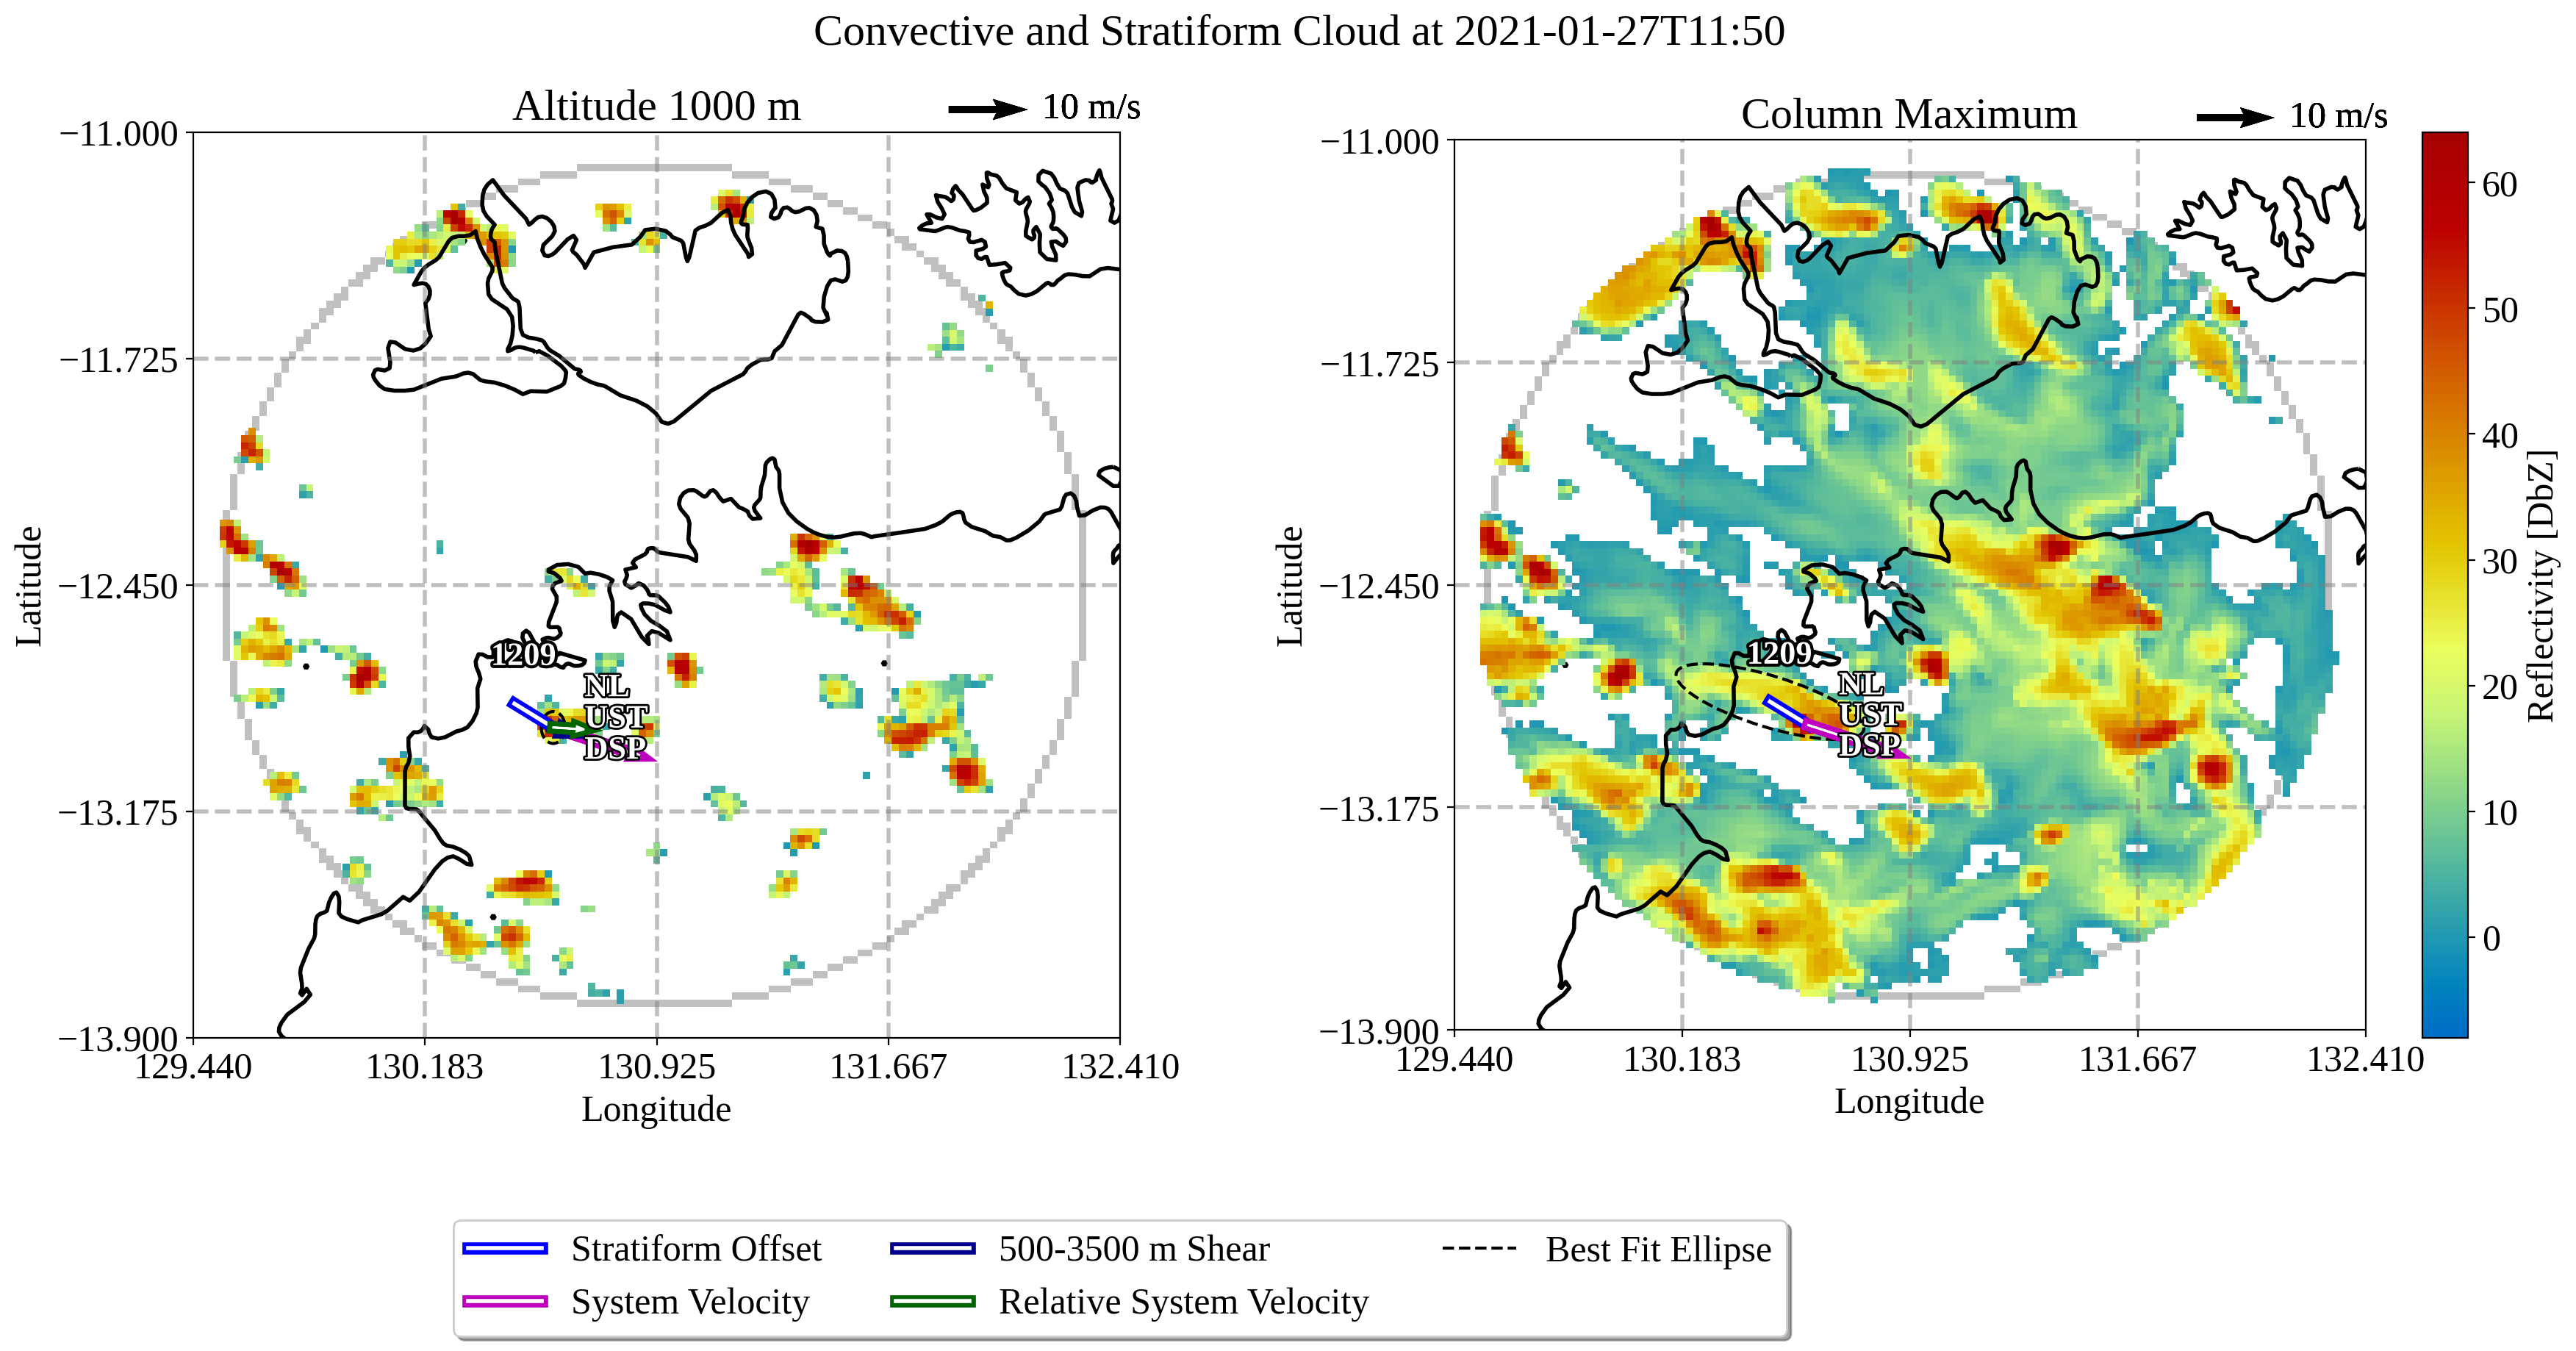 Convective and Stratiform Cloud at 2021-01-27T11:50
Altitude 1000 m
10 m/s
−11.000
−11.725
−12.450
−13.175
−13.900
Latitude
129.440
130.183
130.925
131.667
132.410
Longitude
1209
NL
UST
DSP
Column Maximum
10 m/s
−11.000
−11.725
−12.450
−13.175
−13.900
Latitude
129.440
130.183
130.925
131.667
132.410
Longitude
1209
NL
UST
DSP
60
50
40
30
20
10
0
Reflectivity [DbZ]
Stratiform Offset
System Velocity
500-3500 m Shear
Relative System Velocity
Best Fit Ellipse